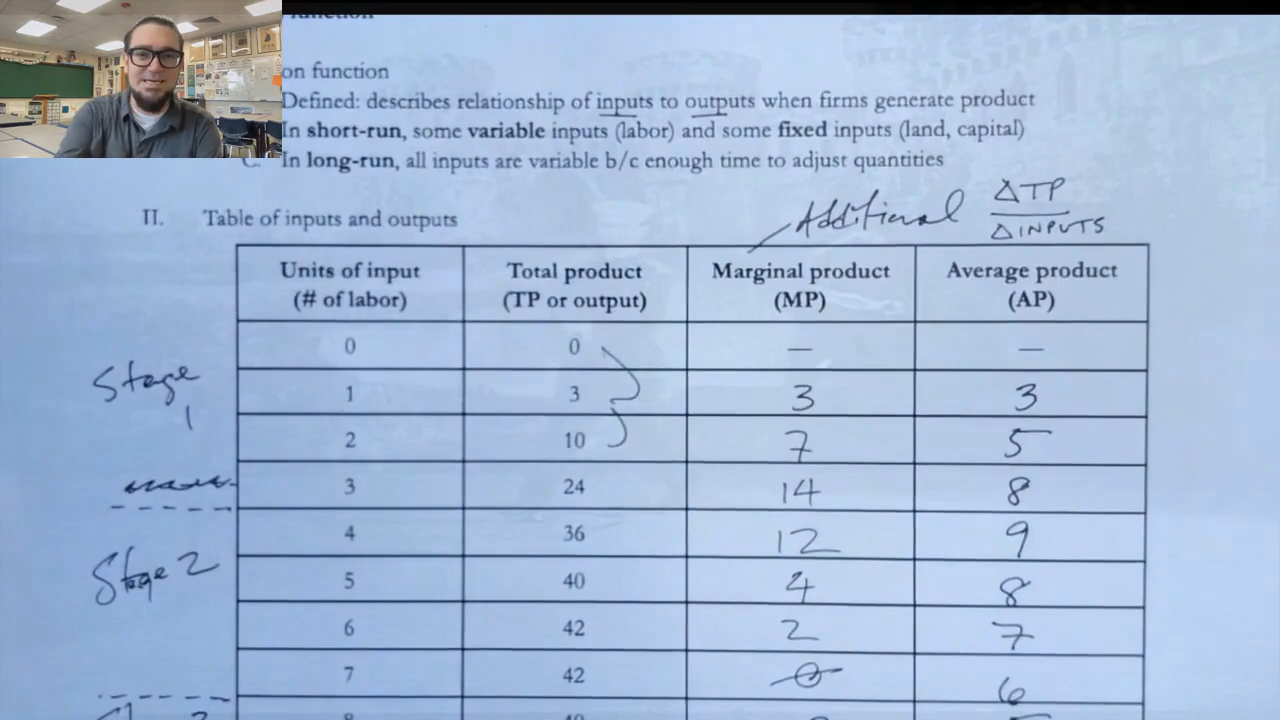 function
on function
Defined: describes relationship of inputs to outputs when firms generate product
In short-run, some variable inputs (labor) and some fixed inputs (land, capital)
C. In long-run, all inputs are variable b/c enough time to adjust quantities
II. Table of inputs and outputs
Additional ΔTP
ΔINPUTS
Units of input Total product Marginal product Average product
(# of labor) (TP or output) (MP) (AP)
0 0 — —
Stage 1 3 3 3
1
2 10 7 5
3 24 14 8
4 36 12 9
Stage 2 5 40 4 8
6 42 2 7
7 42 0 6